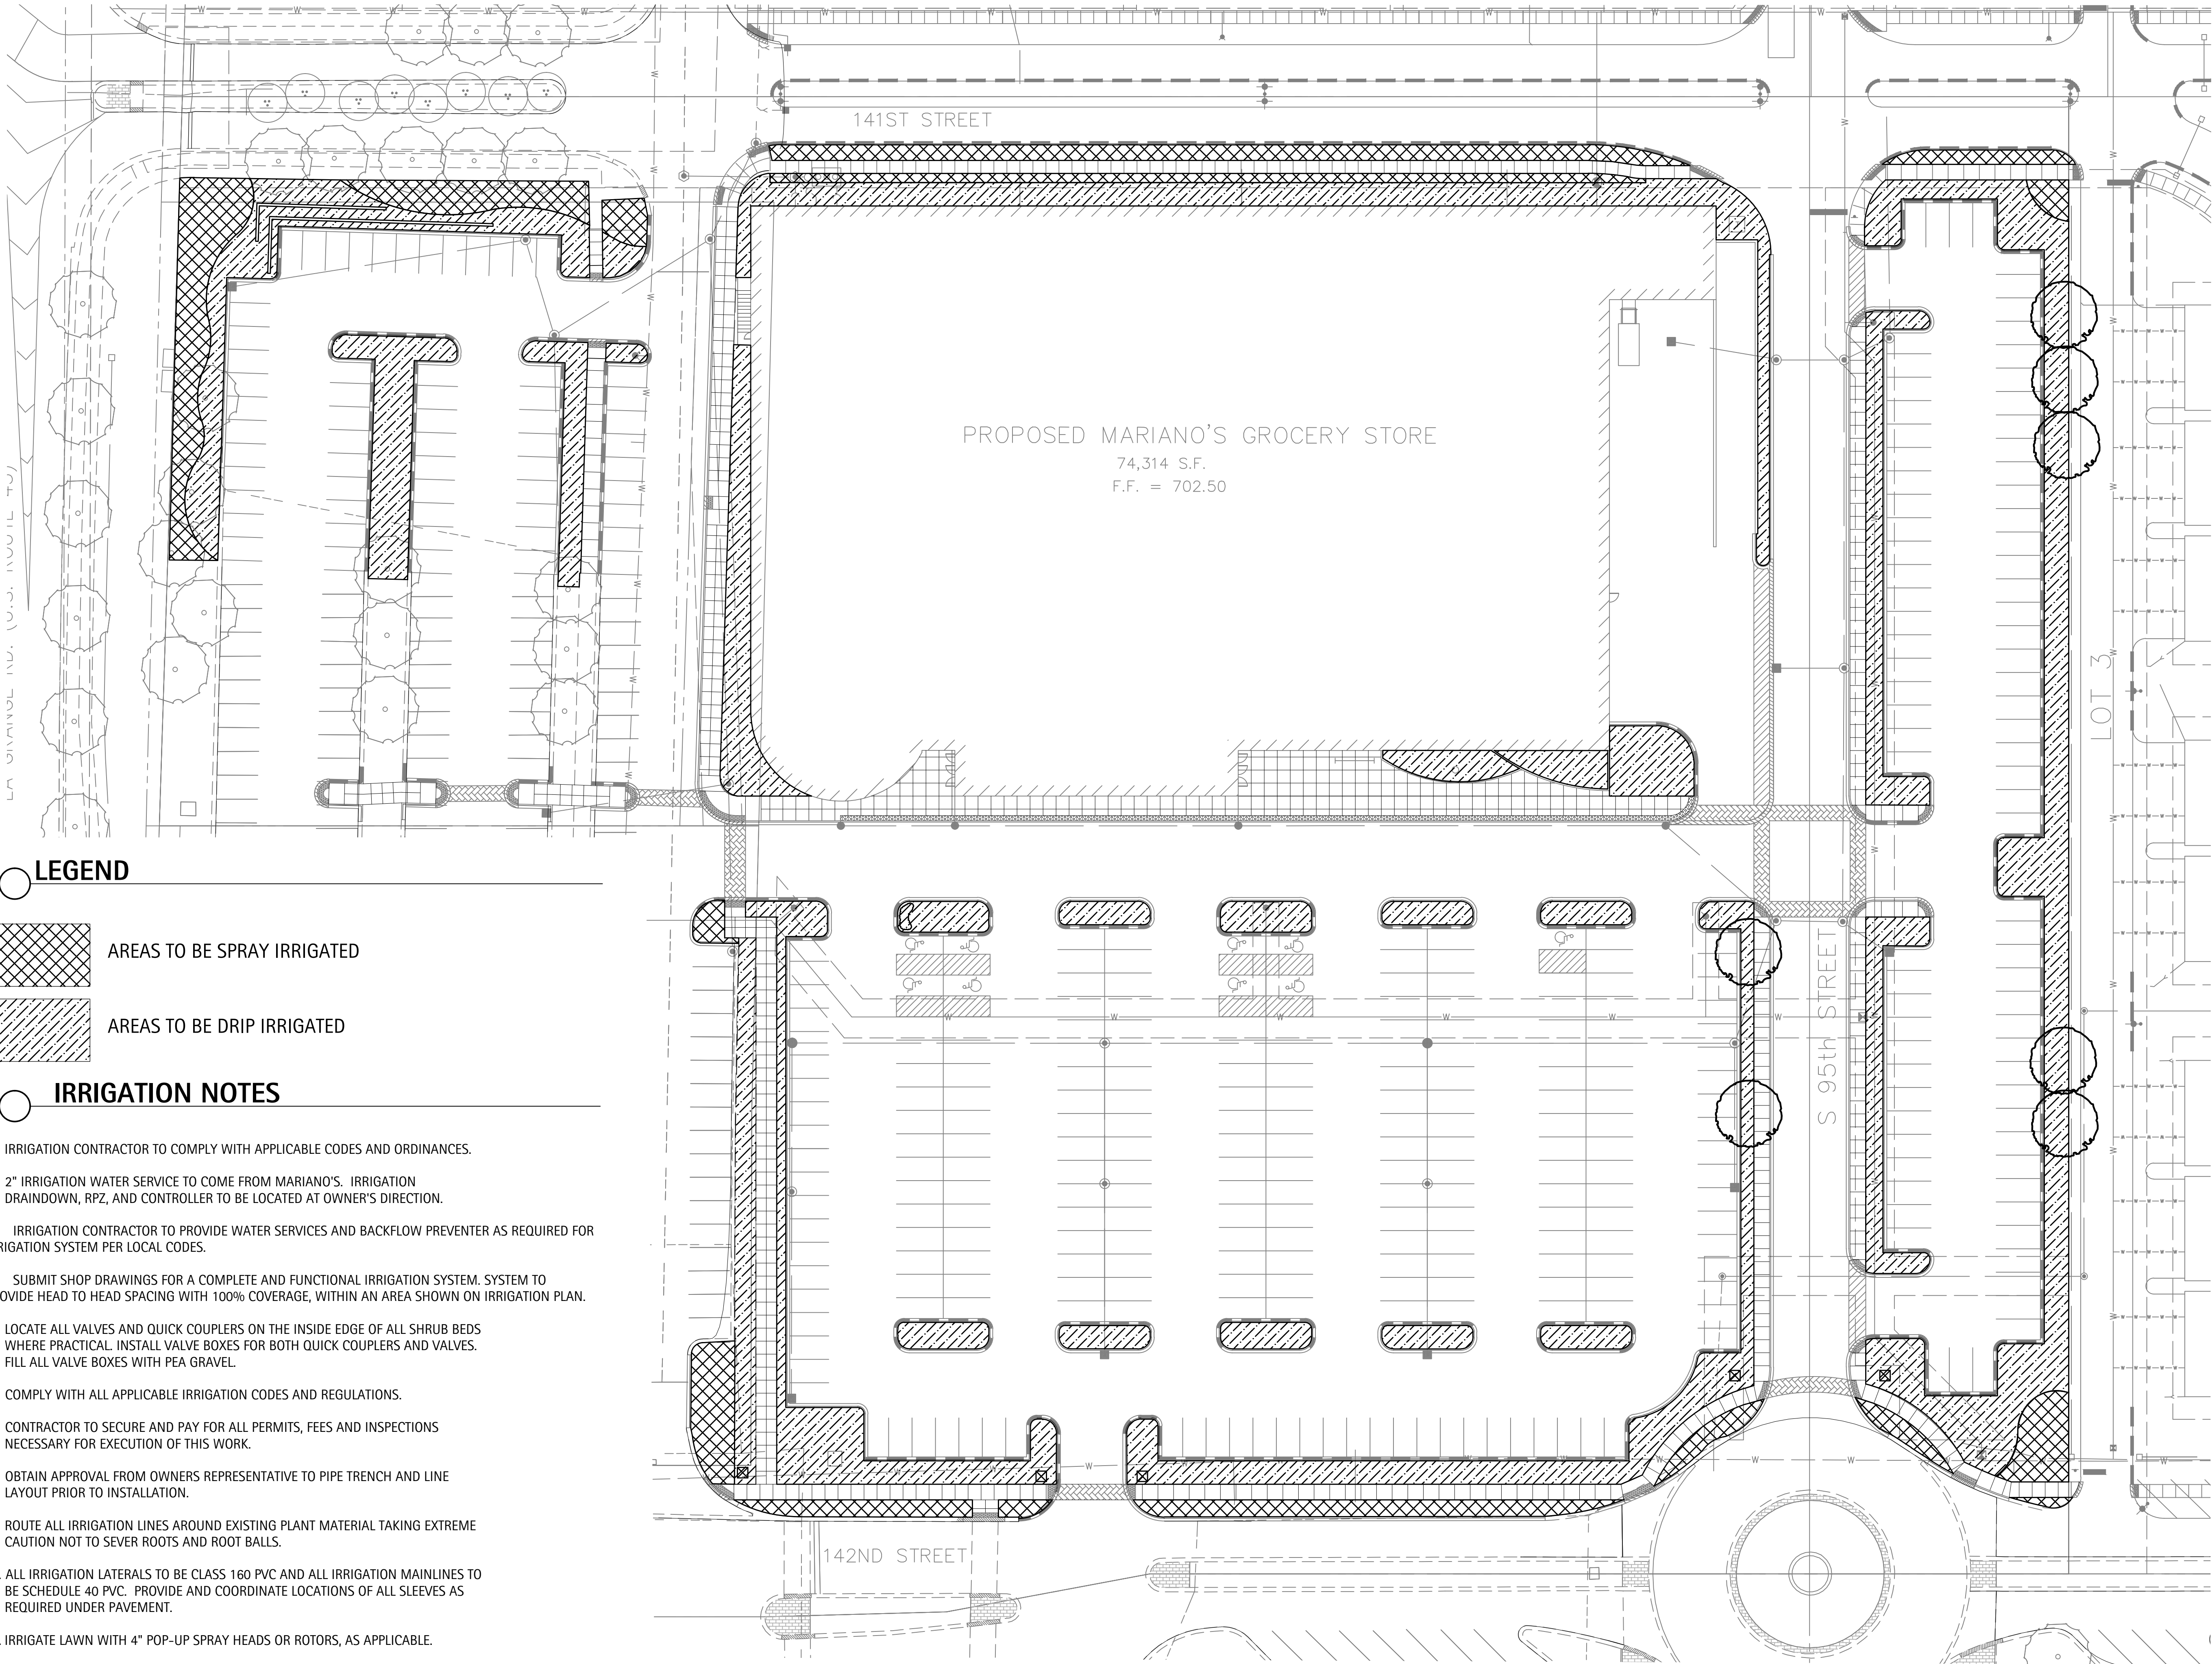 141ST STREET
PROPOSED MARIANO'S GROCERY STORE
74,314 S.F.
F.F. = 702.50
LOT 3
S 95th STREET
142ND STREET
LEGEND
AREAS TO BE SPRAY IRRIGATED
AREAS TO BE DRIP IRRIGATED
IRRIGATION NOTES
IRRIGATION CONTRACTOR TO COMPLY WITH APPLICABLE CODES AND ORDINANCES.
2" IRRIGATION WATER SERVICE TO COME FROM MARIANO'S. IRRIGATION
DRAINDOWN, RPZ, AND CONTROLLER TO BE LOCATED AT OWNER'S DIRECTION.
IRRIGATION CONTRACTOR TO PROVIDE WATER SERVICES AND BACKFLOW PREVENTER AS REQUIRED FOR
RIGATION SYSTEM PER LOCAL CODES.
SUBMIT SHOP DRAWINGS FOR A COMPLETE AND FUNCTIONAL IRRIGATION SYSTEM. SYSTEM TO
OVIDE HEAD TO HEAD SPACING WITH 100% COVERAGE, WITHIN AN AREA SHOWN ON IRRIGATION PLAN.
LOCATE ALL VALVES AND QUICK COUPLERS ON THE INSIDE EDGE OF ALL SHRUB BEDS
WHERE PRACTICAL. INSTALL VALVE BOXES FOR BOTH QUICK COUPLERS AND VALVES.
FILL ALL VALVE BOXES WITH PEA GRAVEL.
COMPLY WITH ALL APPLICABLE IRRIGATION CODES AND REGULATIONS.
CONTRACTOR TO SECURE AND PAY FOR ALL PERMITS, FEES AND INSPECTIONS
NECESSARY FOR EXECUTION OF THIS WORK.
OBTAIN APPROVAL FROM OWNERS REPRESENTATIVE TO PIPE TRENCH AND LINE
LAYOUT PRIOR TO INSTALLATION.
ROUTE ALL IRRIGATION LINES AROUND EXISTING PLANT MATERIAL TAKING EXTREME
CAUTION NOT TO SEVER ROOTS AND ROOT BALLS.
. ALL IRRIGATION LATERALS TO BE CLASS 160 PVC AND ALL IRRIGATION MAINLINES TO
BE SCHEDULE 40 PVC. PROVIDE AND COORDINATE LOCATIONS OF ALL SLEEVES AS
REQUIRED UNDER PAVEMENT.
. IRRIGATE LAWN WITH 4" POP-UP SPRAY HEADS OR ROTORS, AS APPLICABLE.